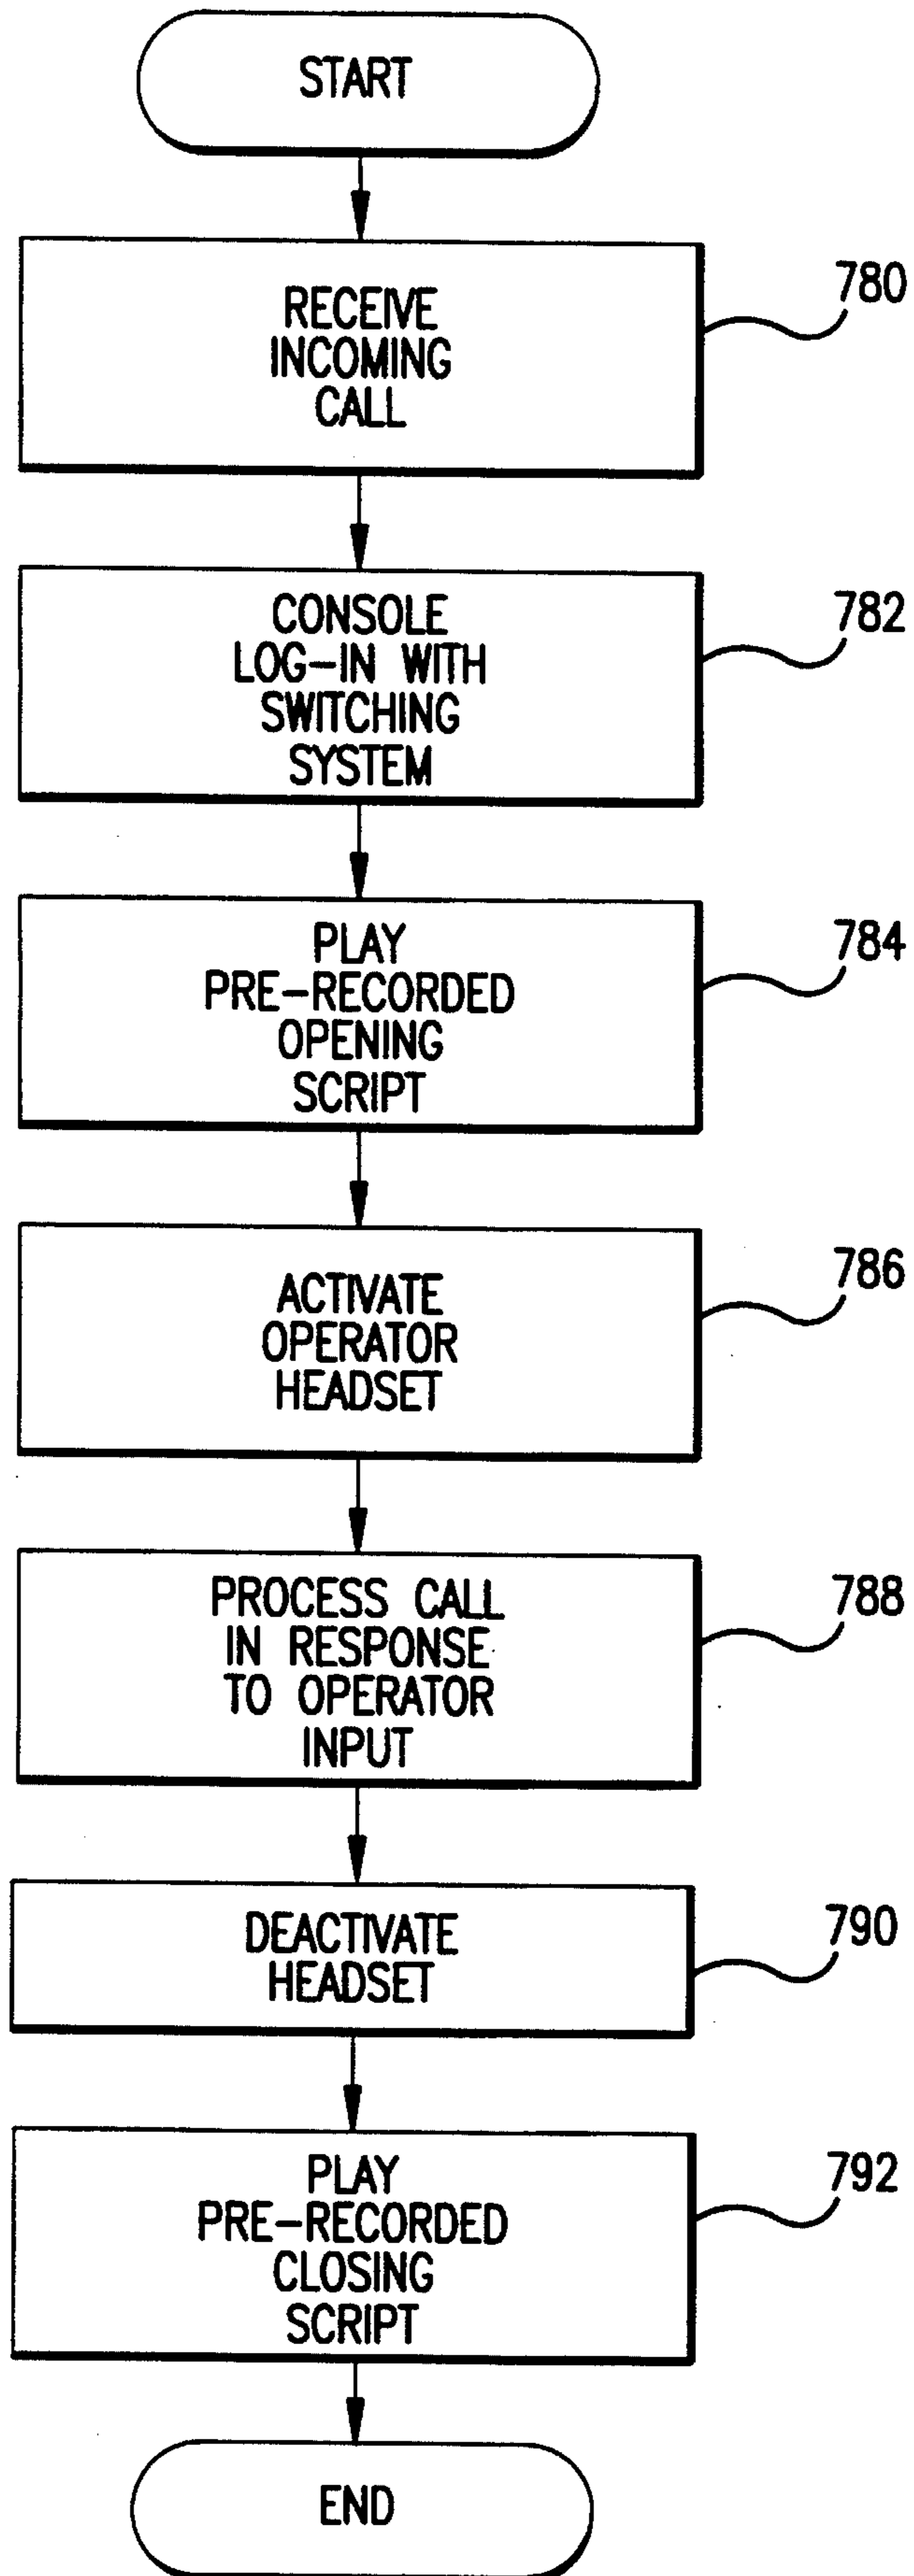 START
RECEIVE
INCOMING
CALL
780
CONSOLE
LOG-IN WITH
SWITCHING
SYSTEM
782
PLAY
PRE-RECORDED
OPENING
SCRIPT
784
ACTIVATE
OPERATOR
HEADSET
786
PROCESS CALL
IN RESPONSE
TO OPERATOR
INPUT
788
DEACTIVATE
HEADSET
790
PLAY
PRE-RECORDED
CLOSING
SCRIPT
792
END